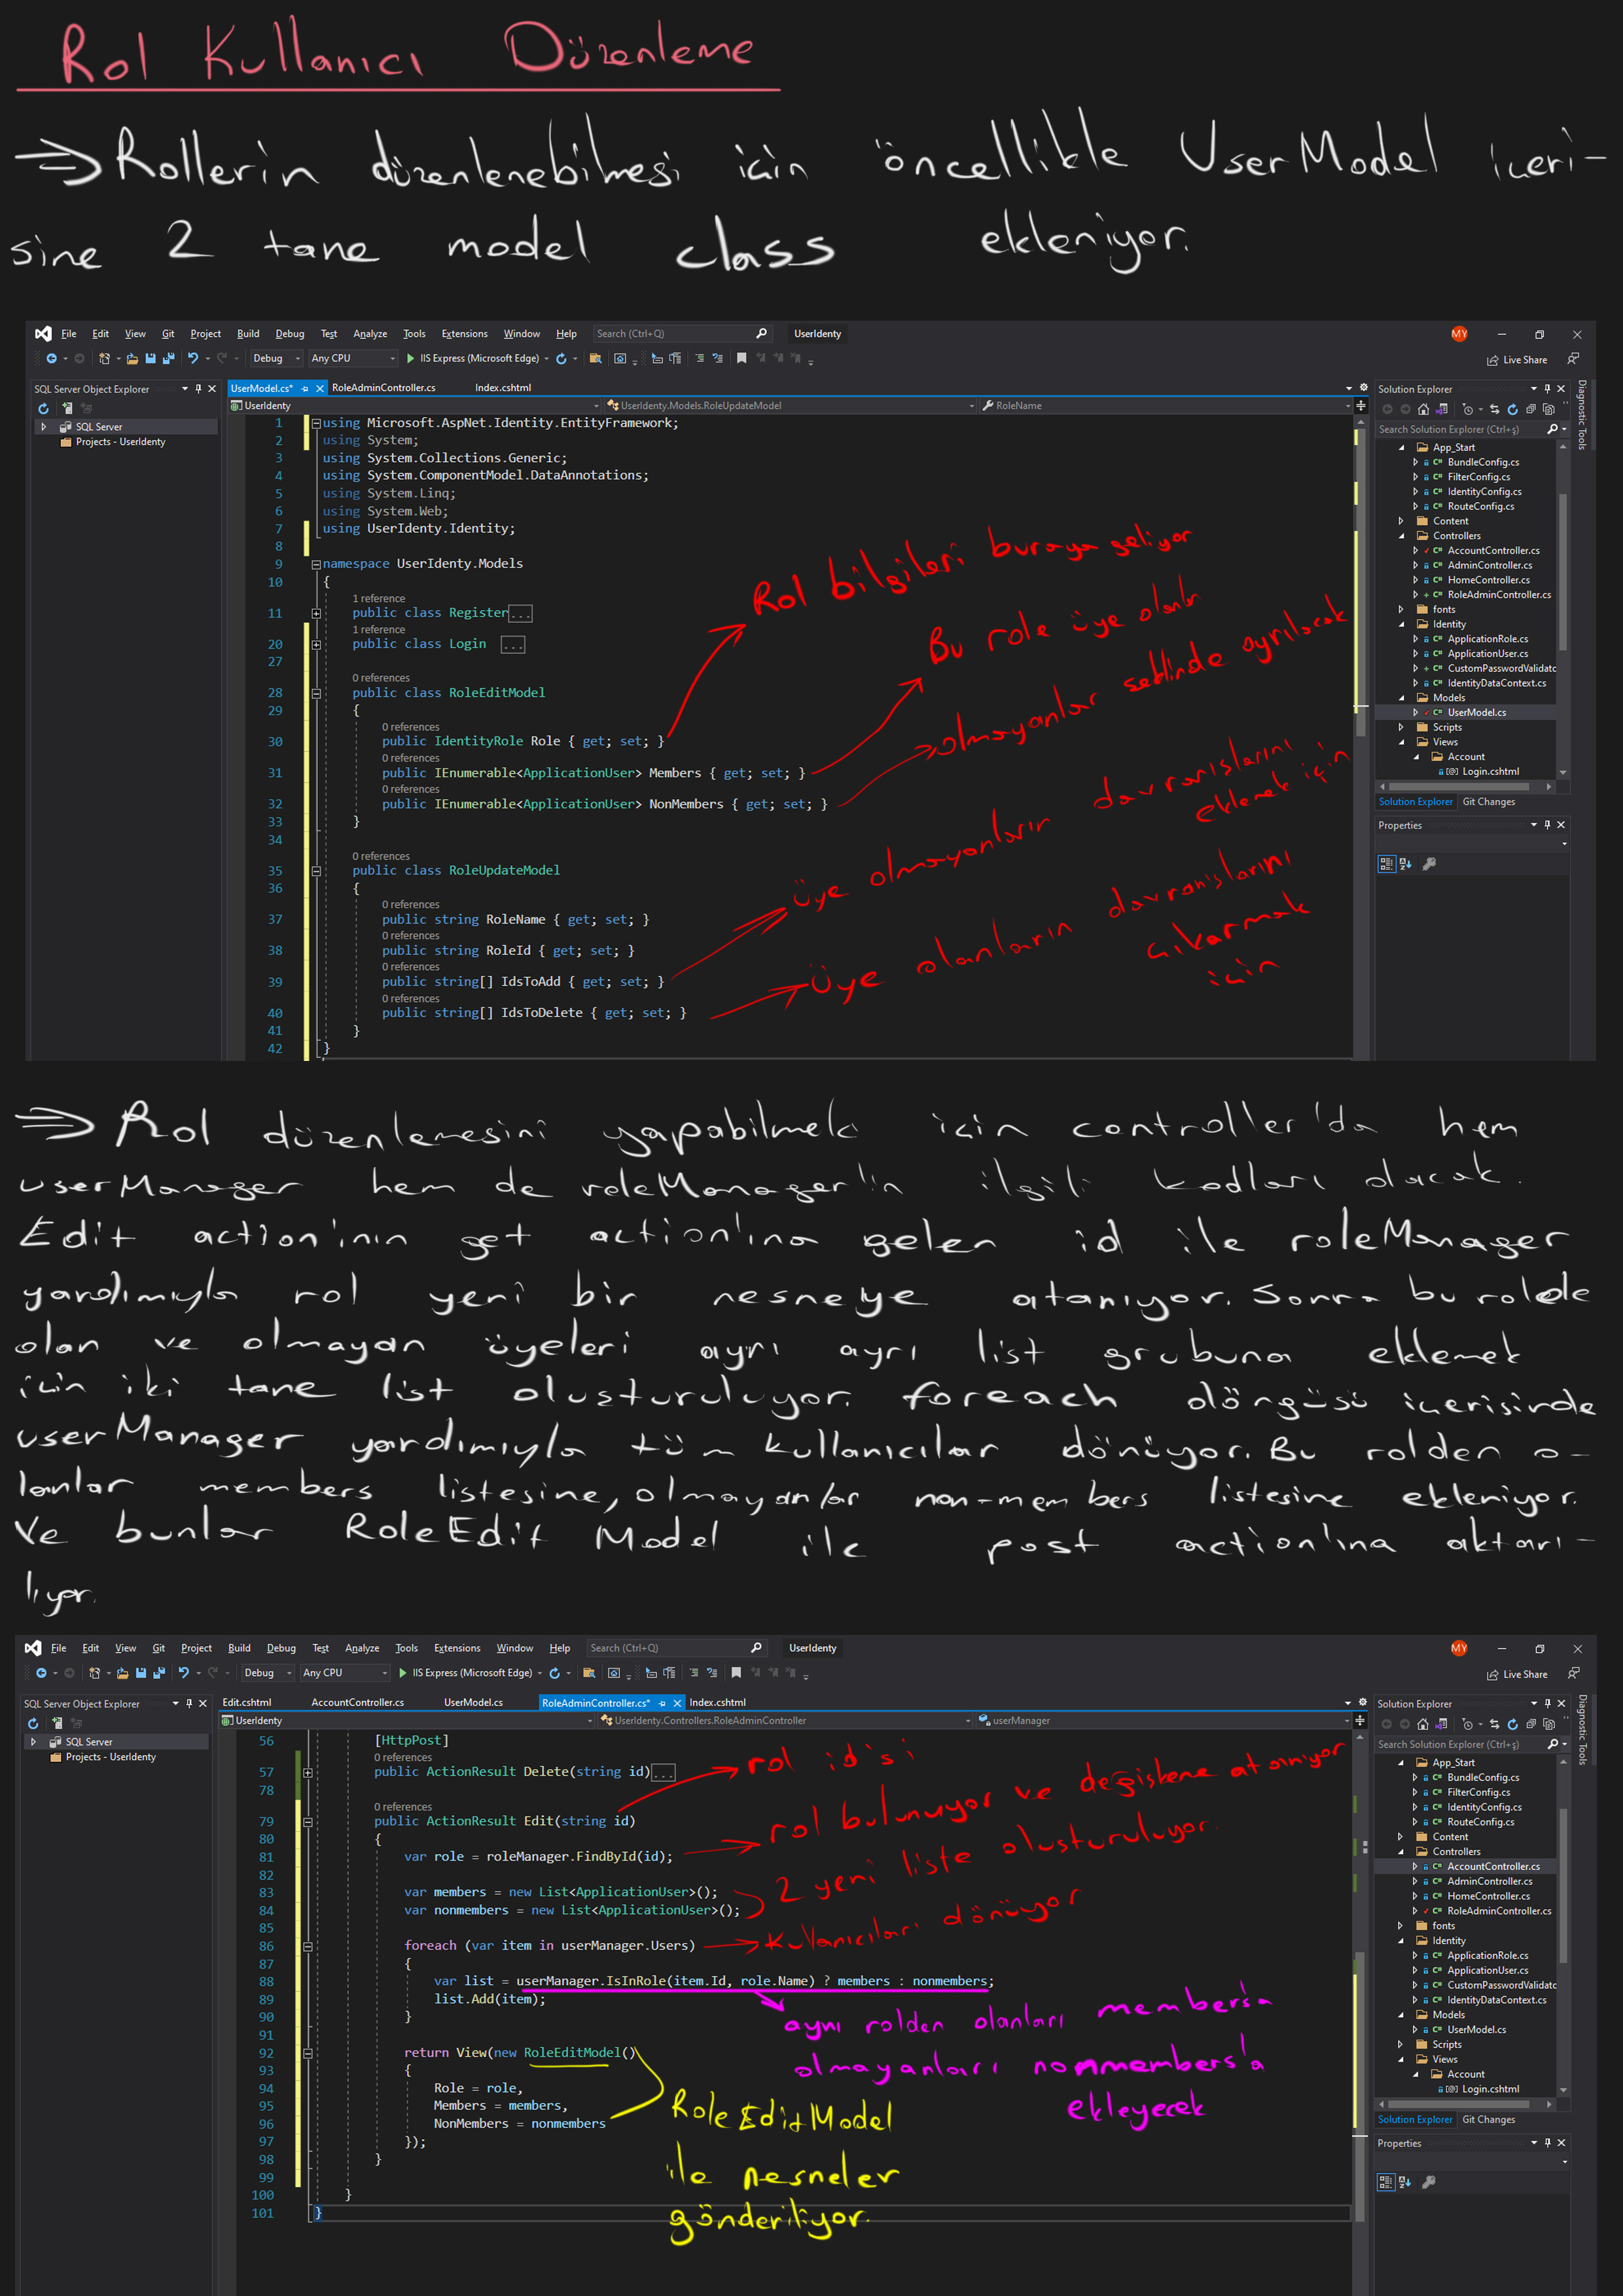 Rol Kullanıcı Düzenleme
=> Rollerin düzenlenebilmesi için öncellikle UserModel içeri-
sine 2 tane model class ekleniyor.
File Edit View Git Project Build Debug Test Analyze Tools Extensions Window Help Search (Ctrl+Q) UserIdenty MY
Debug Any CPU IIS Express (Microsoft Edge) Live Share
SQL Server Object Explorer
SQL Server
Projects - UserIdenty
UserModel.cs* RoleAdminController.cs Index.cshtml
UserIdenty UserIdenty.Models.RoleUpdateModel RoleName
1 using Microsoft.AspNet.Identity.EntityFramework;
2 using System;
3 using System.Collections.Generic;
4 using System.ComponentModel.DataAnnotations;
5 using System.Linq;
6 using System.Web;
7 using UserIdenty.Identity;
8
9 namespace UserIdenty.Models
10 {
1 reference
11 public class Register...
1 reference
20 public class Login ...
27
0 references
28 public class RoleEditModel
29 {
0 references
30 public IdentityRole Role { get; set; }
0 references
31 public IEnumerable<ApplicationUser> Members { get; set; }
0 references
32 public IEnumerable<ApplicationUser> NonMembers { get; set; }
33 }
34
0 references
35 public class RoleUpdateModel
36 {
0 references
37 public string RoleName { get; set; }
0 references
38 public string RoleId { get; set; }
0 references
39 public string[] IdsToAdd { get; set; }
0 references
40 public string[] IdsToDelete { get; set; }
41 }
42 }
Rol bilgileri buraya geliyor
Bu role üye olanlar
olmayanlar şeklinde ayrılacak
üye olmayanların davranışlarını
eklemek için
üye olanların davranışlarını
çıkarmak
için
Solution Explorer
Search Solution Explorer (Ctrl+ş)
App_Start
BundleConfig.cs
FilterConfig.cs
IdentityConfig.cs
RouteConfig.cs
Content
Controllers
AccountController.cs
AdminController.cs
HomeController.cs
RoleAdminController.cs
fonts
Identity
ApplicationRole.cs
ApplicationUser.cs
CustomPasswordValidatc
IdentityDataContext.cs
Models
UserModel.cs
Scripts
Views
Account
Login.cshtml
Solution Explorer Git Changes
Properties
Diagnostic Tools
=> Rol düzenlemesini yapabilmek için controller'da hem
userManager hem de roleManager'in ilgili kodları olacak.
Edit action'ının get action'ına gelen id ile roleManager
yardımıyla rol yeni bir nesneye atanıyor. Sonra bu rolde
olan ve olmayan üyeleri ayrı ayrı list grubuna eklemek
için iki tane list oluşturuluyor. foreach döngüsü içerisinde
userManager yardımıyla tüm kullanıcılar dönüyor. Bu rolden o-
lanlar members listesine, olmayanlar non-members listesine ekleniyor.
Ve bunlar RoleEdit Model ile post action'ına aktarı-
lıyor.
File Edit View Git Project Build Debug Test Analyze Tools Extensions Window Help Search (Ctrl+Q) UserIdenty MY
Debug Any CPU IIS Express (Microsoft Edge) Live Share
SQL Server Object Explorer
SQL Server
Projects - UserIdenty
Edit.cshtml AccountController.cs UserModel.cs RoleAdminController.cs* Index.cshtml
UserIdenty UserIdenty.Controllers.RoleAdminController userManager
56 [HttpPost]
0 references
57 public ActionResult Delete(string id)...
78
0 references
79 public ActionResult Edit(string id)
80 {
81 var role = roleManager.FindById(id);
82
83 var members = new List<ApplicationUser>();
84 var nonmembers = new List<ApplicationUser>();
85
86 foreach (var item in userManager.Users)
87 {
88 var list = userManager.IsInRole(item.Id, role.Name) ? members : nonmembers;
89 list.Add(item);
90 }
91
92 return View(new RoleEditModel()
93 {
94 Role = role,
95 Members = members,
96 NonMembers = nonmembers
97 });
98 }
99
100 }
101 }
rol id'si
rol bulunuyor ve değişkene atanıyor
2 yeni liste oluşturuluyor.
Kullanıcıları dönüyor
aynı rolden olanları members'a
olmayanları nonmembers'a
ekleyecek
RoleEditModel
ile nesneler
gönderiliyor.
Solution Explorer
Search Solution Explorer (Ctrl+ş)
App_Start
BundleConfig.cs
FilterConfig.cs
IdentityConfig.cs
RouteConfig.cs
Content
Controllers
AccountController.cs
AdminController.cs
HomeController.cs
RoleAdminController.cs
fonts
Identity
ApplicationRole.cs
ApplicationUser.cs
CustomPasswordValidatc
IdentityDataContext.cs
Models
UserModel.cs
Scripts
Views
Account
Login.cshtml
Solution Explorer Git Changes
Properties
Diagnostic Tools